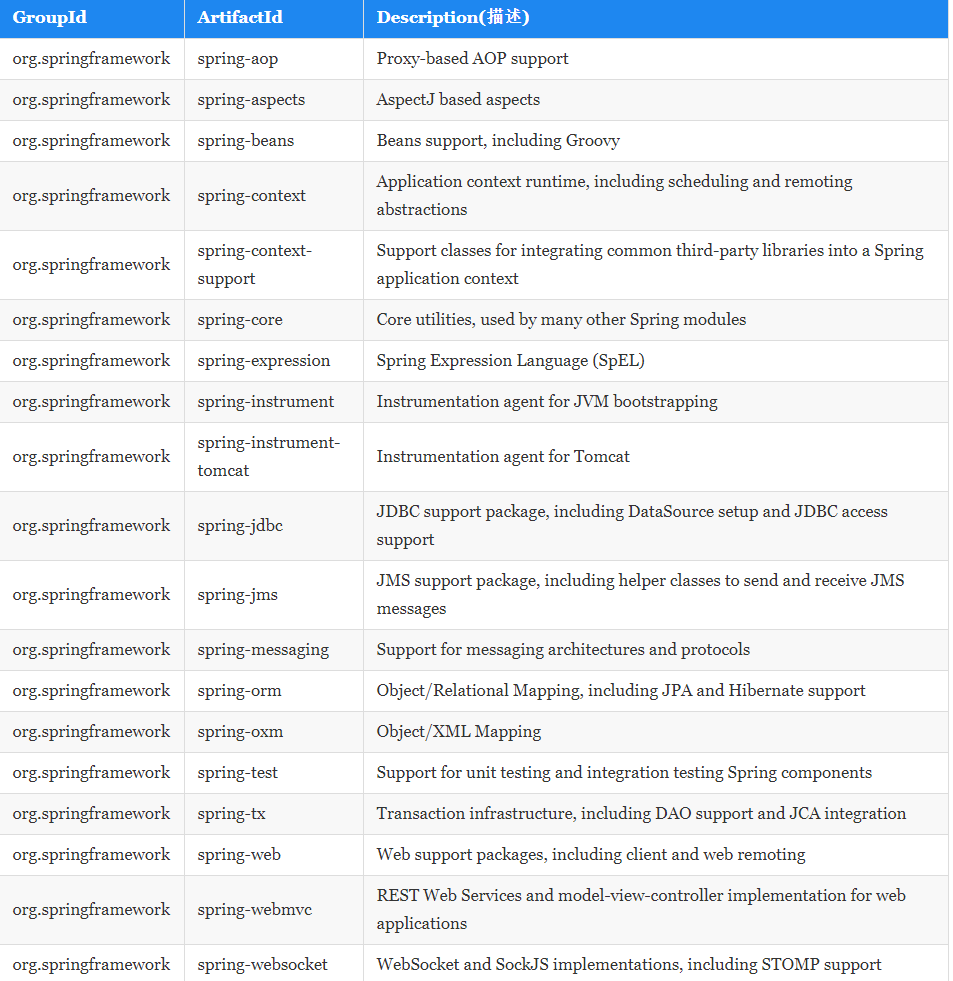 GroupId ArtifactId Description(描述)
org.springframework spring-aop Proxy-based AOP support
org.springframework spring-aspects AspectJ based aspects
org.springframework spring-beans Beans support, including Groovy
org.springframework spring-context Application context runtime, including scheduling and remoting
abstractions
org.springframework spring-context-
support Support classes for integrating common third-party libraries into a Spring
application context
org.springframework spring-core Core utilities, used by many other Spring modules
org.springframework spring-expression Spring Expression Language (SpEL)
org.springframework spring-instrument Instrumentation agent for JVM bootstrapping
org.springframework spring-instrument-
tomcat Instrumentation agent for Tomcat
org.springframework spring-jdbc JDBC support package, including DataSource setup and JDBC access
support
org.springframework spring-jms JMS support package, including helper classes to send and receive JMS
messages
org.springframework spring-messaging Support for messaging architectures and protocols
org.springframework spring-orm Object/Relational Mapping, including JPA and Hibernate support
org.springframework spring-oxm Object/XML Mapping
org.springframework spring-test Support for unit testing and integration testing Spring components
org.springframework spring-tx Transaction infrastructure, including DAO support and JCA integration
org.springframework spring-web Web support packages, including client and web remoting
org.springframework spring-webmvc REST Web Services and model-view-controller implementation for web
applications
org.springframework spring-websocket WebSocket and SockJS implementations, including STOMP support